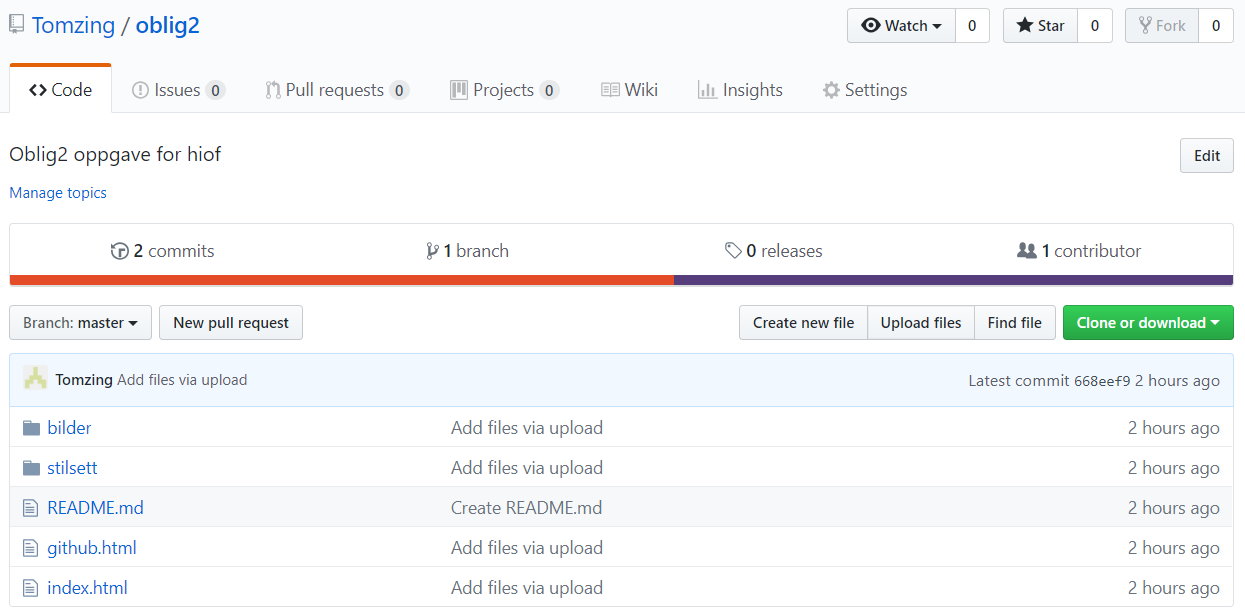 Tomzing / oblig2 Watch 0 Star 0 Fork 0
Code Issues 0 Pull requests 0 Projects 0 Wiki Insights Settings
Oblig2 oppgave for hiof Edit
Manage topics
2 commits 1 branch 0 releases 1 contributor
Branch: master New pull request Create new file Upload files Find file Clone or download
Tomzing Add files via upload Latest commit 668eef9 2 hours ago
bilder Add files via upload 2 hours ago
stilsett Add files via upload 2 hours ago
README.md Create README.md 2 hours ago
github.html Add files via upload 2 hours ago
index.html Add files via upload 2 hours ago